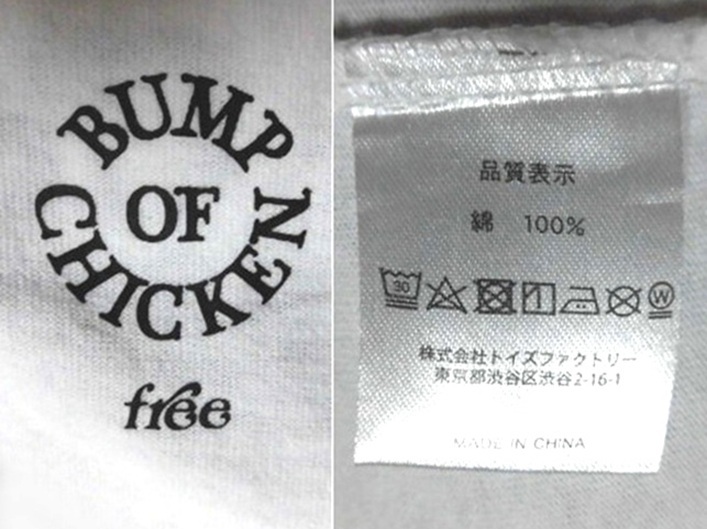 BUMP
OF
CHICKEN
free
品質表示
綿 100%
30
W
株式会社トイズファクトリー
東京都渋谷区渋谷2-16-1
MADE IN CHINA